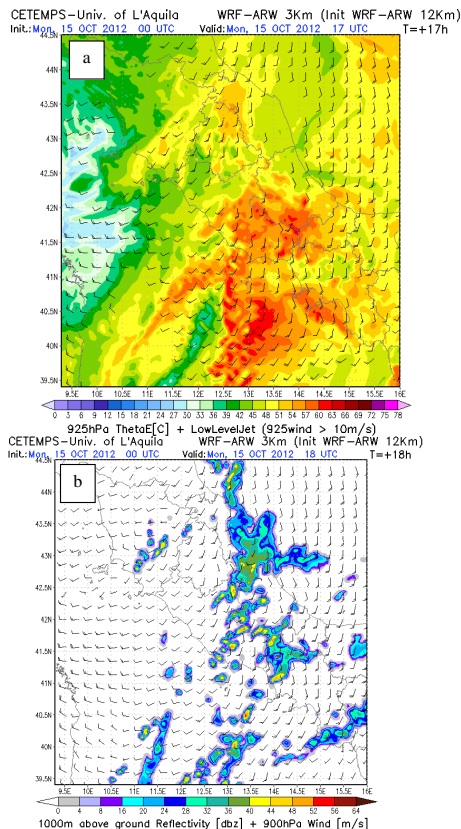 CETEMPS-Univ. of L'Aquila WRF-ARW 3Km (Init WRF-ARW 12Km)
Init.: Mon, 15 OCT 2012 00 UTC Valid: Mon, 15 OCT 2012 17 UTC T=+17h
44.5N
a
44N
43.5N
43N
42.5N
42N
41.5N
41N
40.5N
40N
39.5N
9.5E 10E 10.5E 11E 11.5E 12E 12.5E 13E 13.5E 14E 14.5E 15E 15.5E 16E
0 3 6 9 12 15 18 21 24 27 30 33 36 39 42 45 48 51 54 57 60 63 66 69 72 75 78
925hPa ThetaE[C] + LowLevelJet (925wind > 10m/s)
CETEMPS-Univ. of L'Aquila WRF-ARW 3Km (Init WRF-ARW 12Km)
Init.: Mon, 15 OCT 2012 00 UTC Valid: Mon, 15 OCT 2012 18 UTC T=+18h
44.5N
b
44N
43.5N
43N
42.5N
42N
41.5N
41N
40.5N
40N
39.5N
9.5E 10E 10.5E 11E 11.5E 12E 12.5E 13E 13.5E 14E 14.5E 15E 15.5E 16E
0 4 8 16 20 24 28 32 36 40 44 48 52 56 64
1000m above ground Reflectivity [dbz] + 900hPa Wind [m/s]